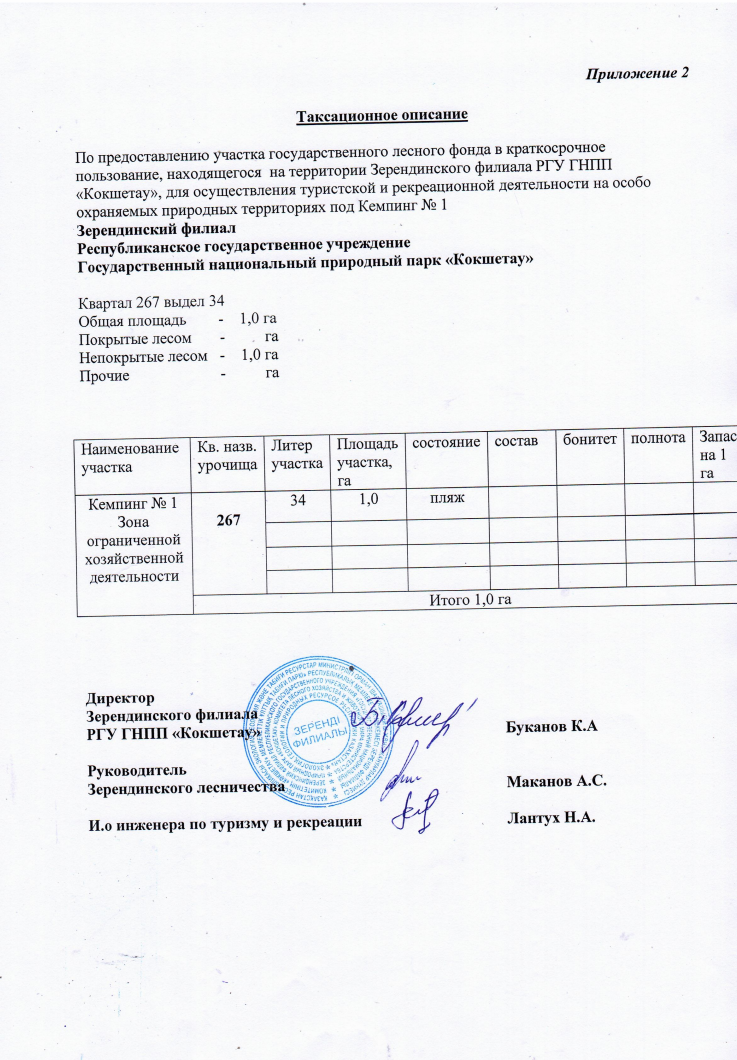 Приложение 2
Таксационное описание
По предоставлению участка государственного лесного фонда в краткосрочное
пользование, находящегося на территории Зерендинского филиала РГУ ГНПП
«Кокшетау», для осуществления туристской и рекреационной деятельности на особо
охраняемых природных территориях под Кемпинг № 1
Зерендинский филиал
Республиканское государственное учреждение
Государственный национальный природный парк «Кокшетау»
Квартал 267 выдел 34
Общая площадь - 1,0 га
Покрытые лесом - га
Непокрытые лесом - 1,0 га
Прочие - га
Наименование участка Кв. назв. урочища Литер участка Площадь участка, га состояние состав бонитет полнота Запас на 1 га
Кемпинг № 1 Зона ограниченной хозяйственной деятельности 267 34 1,0 пляж
Итого 1,0 га
Директор
Зерендинского филиала
РГУ ГНПП «Кокшетау» Буканов К.А
ЗЕРЕНДІ
ФИЛИАЛЫ
Руководитель
Зерендинского лесничества Маканов А.С.
И.о инженера по туризму и рекреации Лантух Н.А.